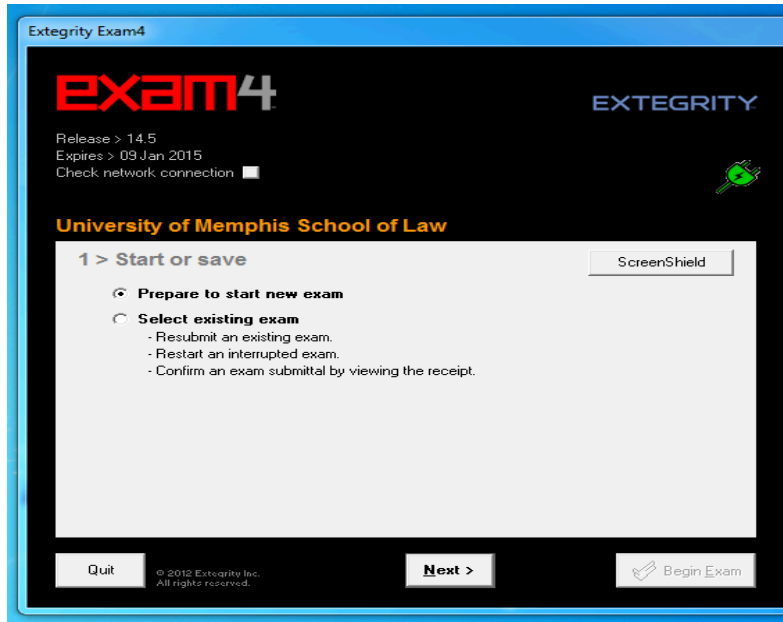 Extegrity Exam4
exam4
EXTEGRITY
Release > 14.5
Expires > 09 Jan 2015
Check network connection
University of Memphis School of Law
1 > Start or save
ScreenShield
Prepare to start new exam
Select existing exam
- Resubmit an existing exam.
- Restart an interrupted exam.
- Confirm an exam submittal by viewing the receipt.
Quit
© 2012 Extegrity Inc.
All rights reserved.
Next >
Begin Exam